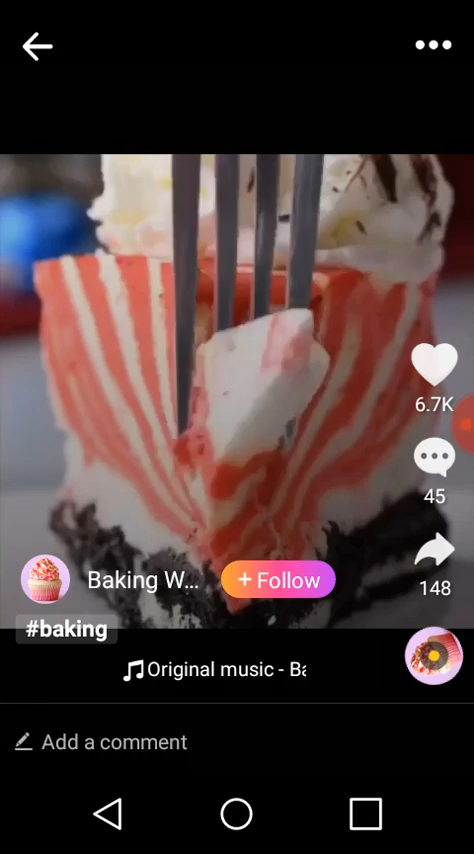 6.7K
45
148
Baking W...
+ Follow
#baking
Original music - Ba
Add a comment